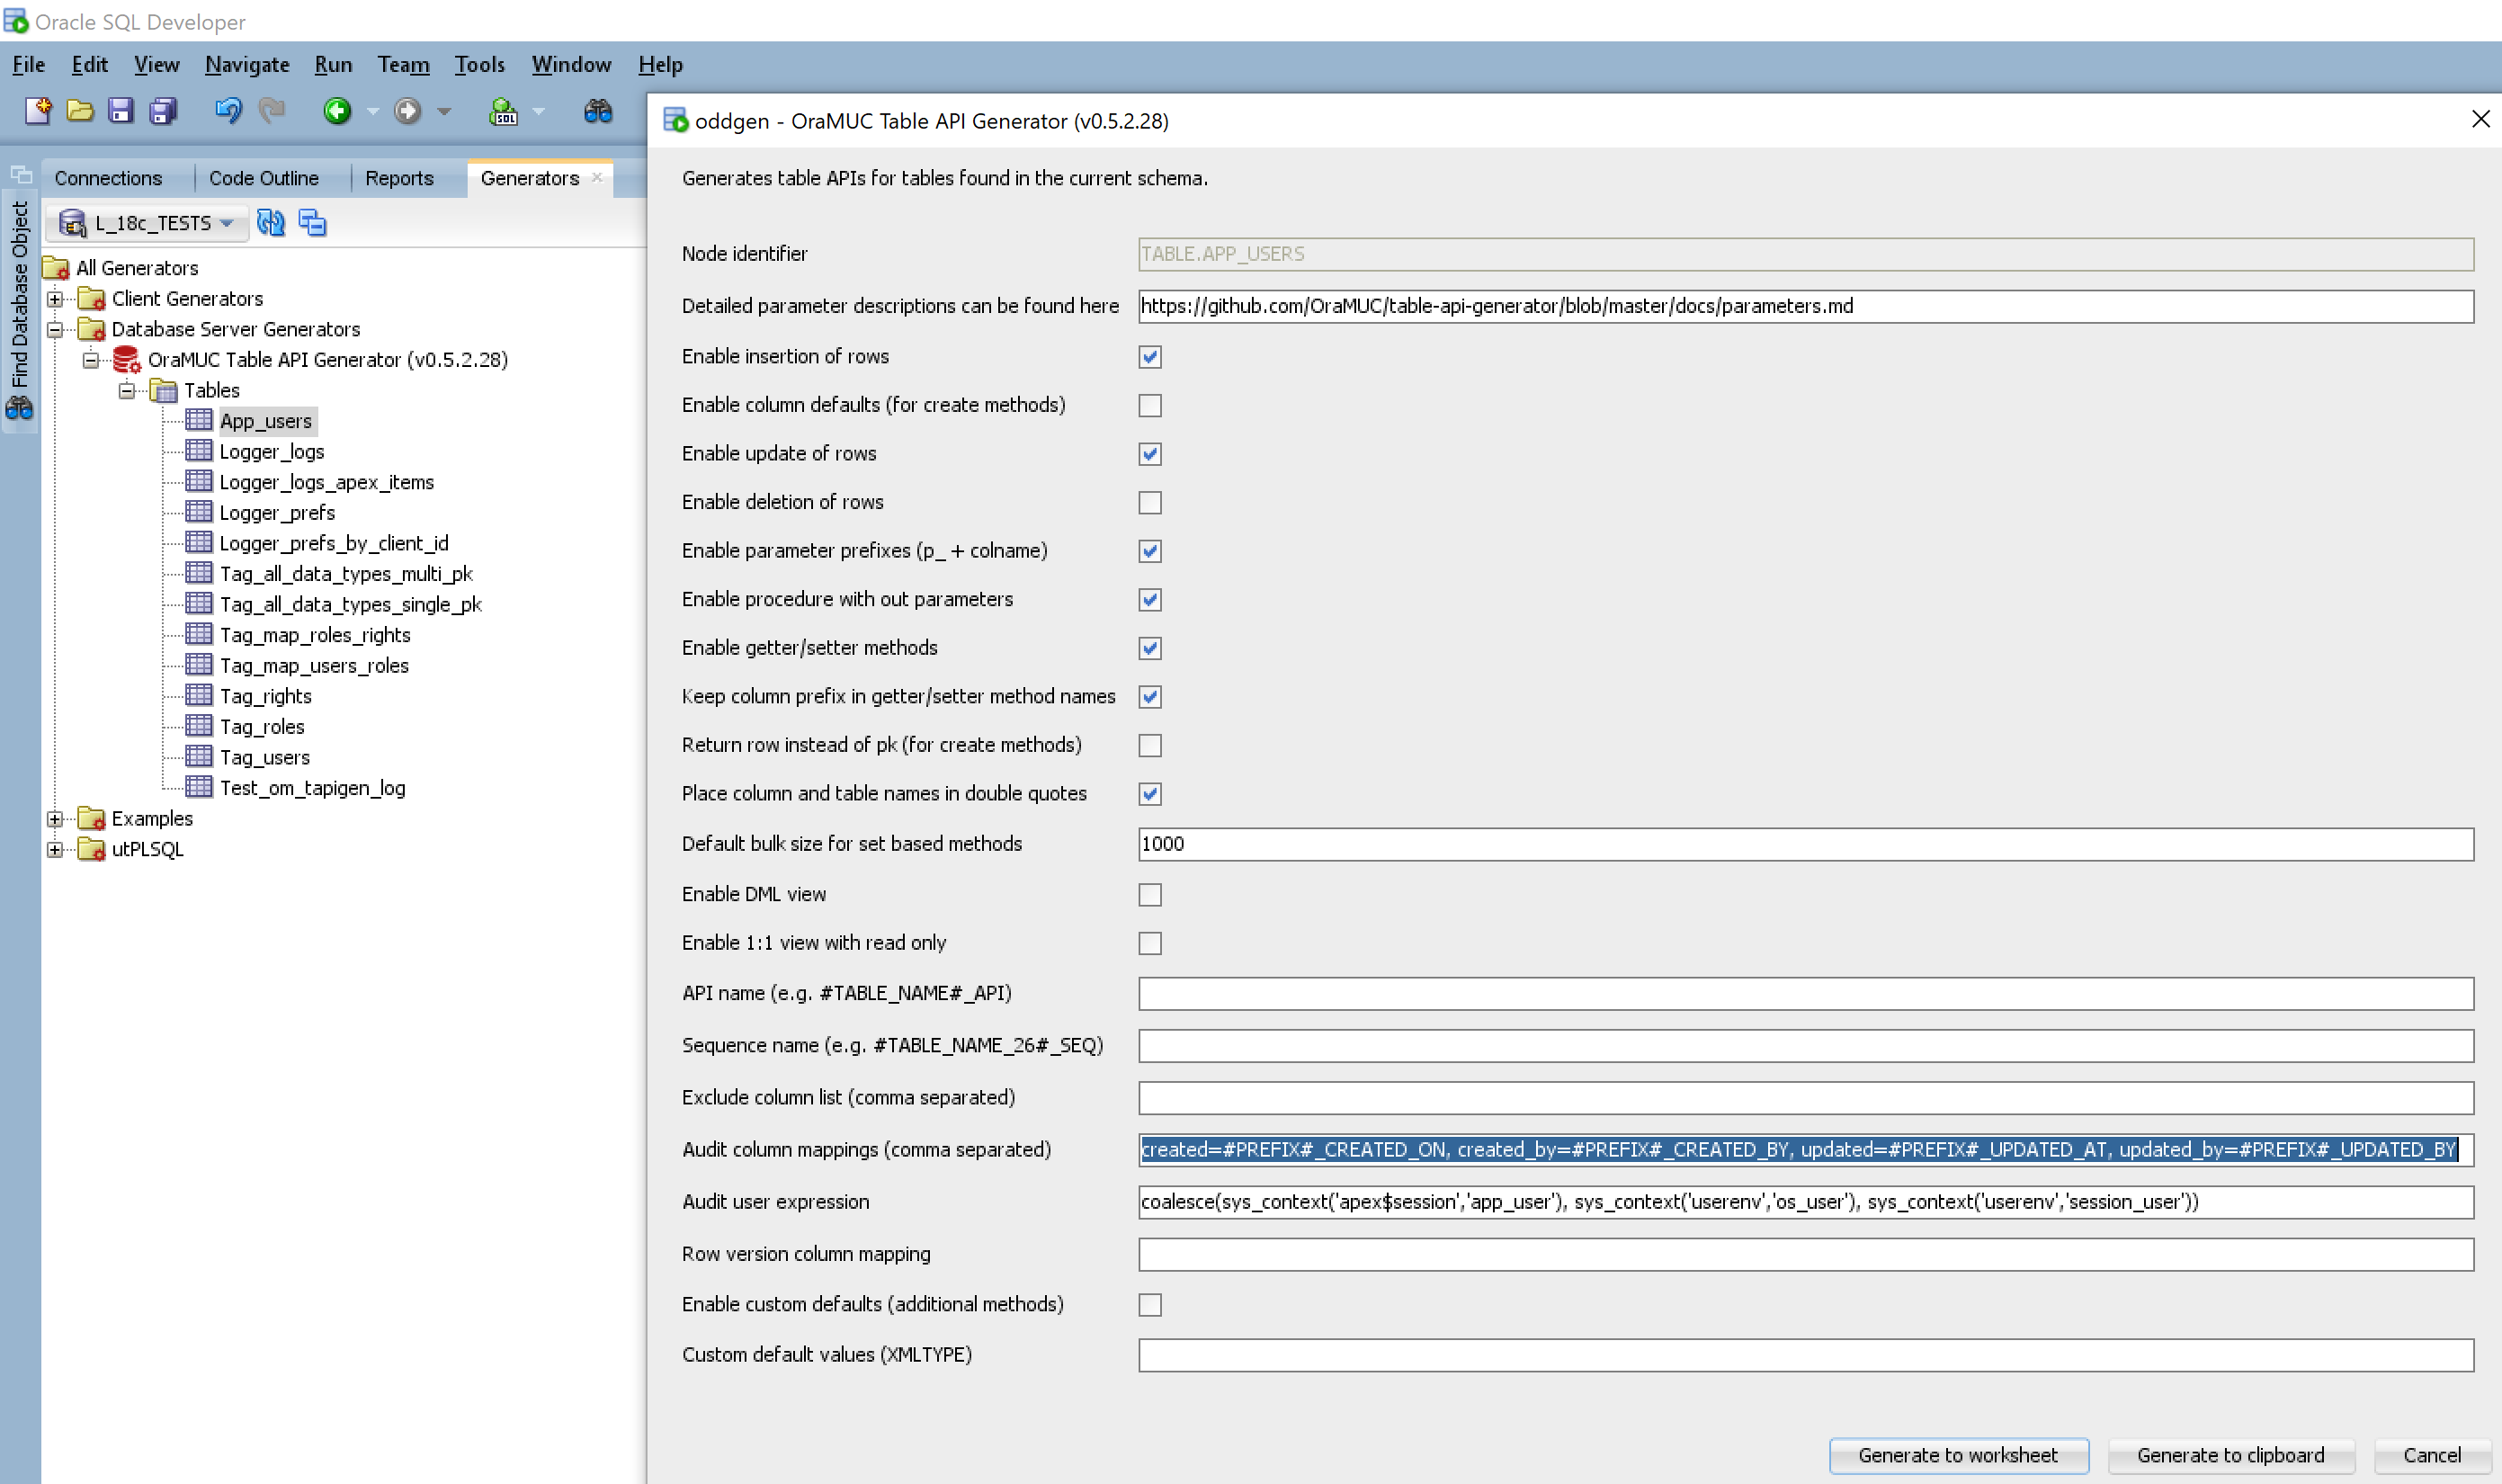 Oracle SQL Developer
File Edit View Navigate Run Team Tools Window Help
SQL
Find Database Object
Connections Code Outline Reports Generators
L_18c_TESTS
All Generators
Client Generators
Database Server Generators
OraMUC Table API Generator (v0.5.2.28)
Tables
App_users
Logger_logs
Logger_logs_apex_items
Logger_prefs
Logger_prefs_by_client_id
Tag_all_data_types_multi_pk
Tag_all_data_types_single_pk
Tag_map_roles_rights
Tag_map_users_roles
Tag_rights
Tag_roles
Tag_users
Test_om_tapigen_log
Examples
utPLSQL
oddgen - OraMUC Table API Generator (v0.5.2.28)
Generates table APIs for tables found in the current schema.
Node identifier TABLE.APP_USERS
Detailed parameter descriptions can be found here https://github.com/OraMUC/table-api-generator/blob/master/docs/parameters.md
Enable insertion of rows
Enable column defaults (for create methods)
Enable update of rows
Enable deletion of rows
Enable parameter prefixes (p_ + colname)
Enable procedure with out parameters
Enable getter/setter methods
Keep column prefix in getter/setter method names
Return row instead of pk (for create methods)
Place column and table names in double quotes
Default bulk size for set based methods 1000
Enable DML view
Enable 1:1 view with read only
API name (e.g. #TABLE_NAME#_API)
Sequence name (e.g. #TABLE_NAME_26#_SEQ)
Exclude column list (comma separated)
Audit column mappings (comma separated) created=#PREFIX#_CREATED_ON, created_by=#PREFIX#_CREATED_BY, updated=#PREFIX#_UPDATED_AT, updated_by=#PREFIX#_UPDATED_BY
Audit user expression coalesce(sys_context('apex$session','app_user'), sys_context('userenv','os_user'), sys_context('userenv','session_user'))
Row version column mapping
Enable custom defaults (additional methods)
Custom default values (XMLTYPE)
Generate to worksheet Generate to clipboard Cancel